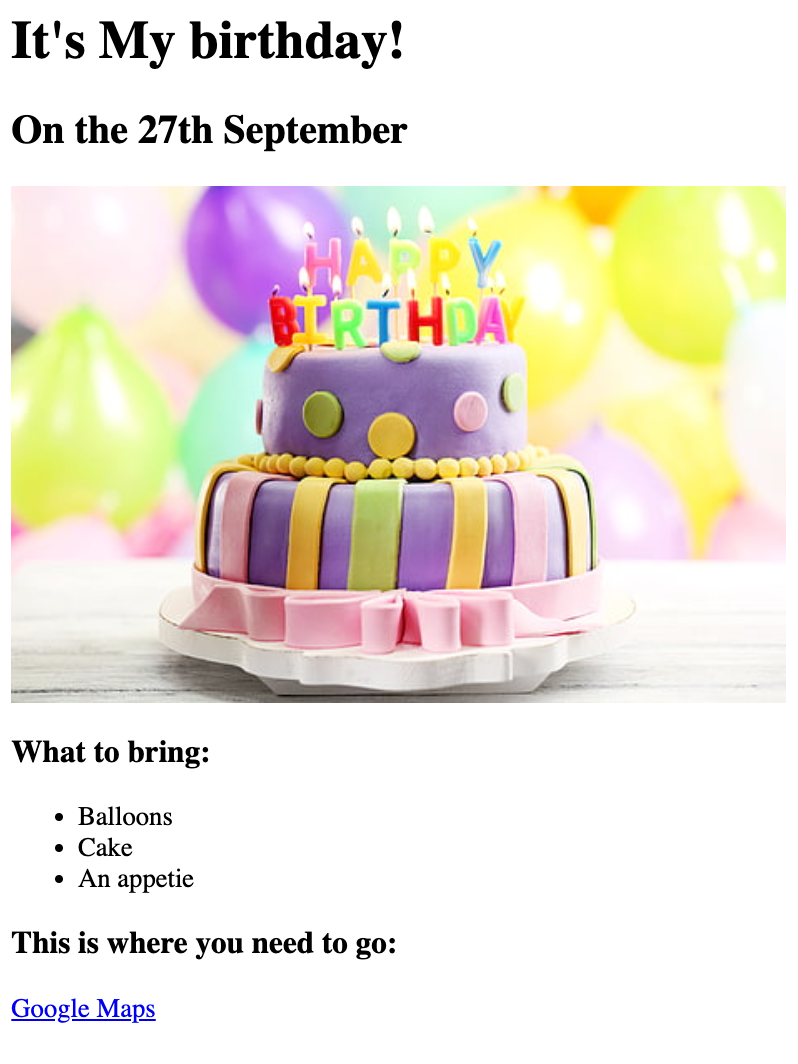 It's My birthday!
On the 27th September
HAPPY
BIRTHDAY
What to bring:
Balloons
Cake
An appetie
This is where you need to go:
Google Maps